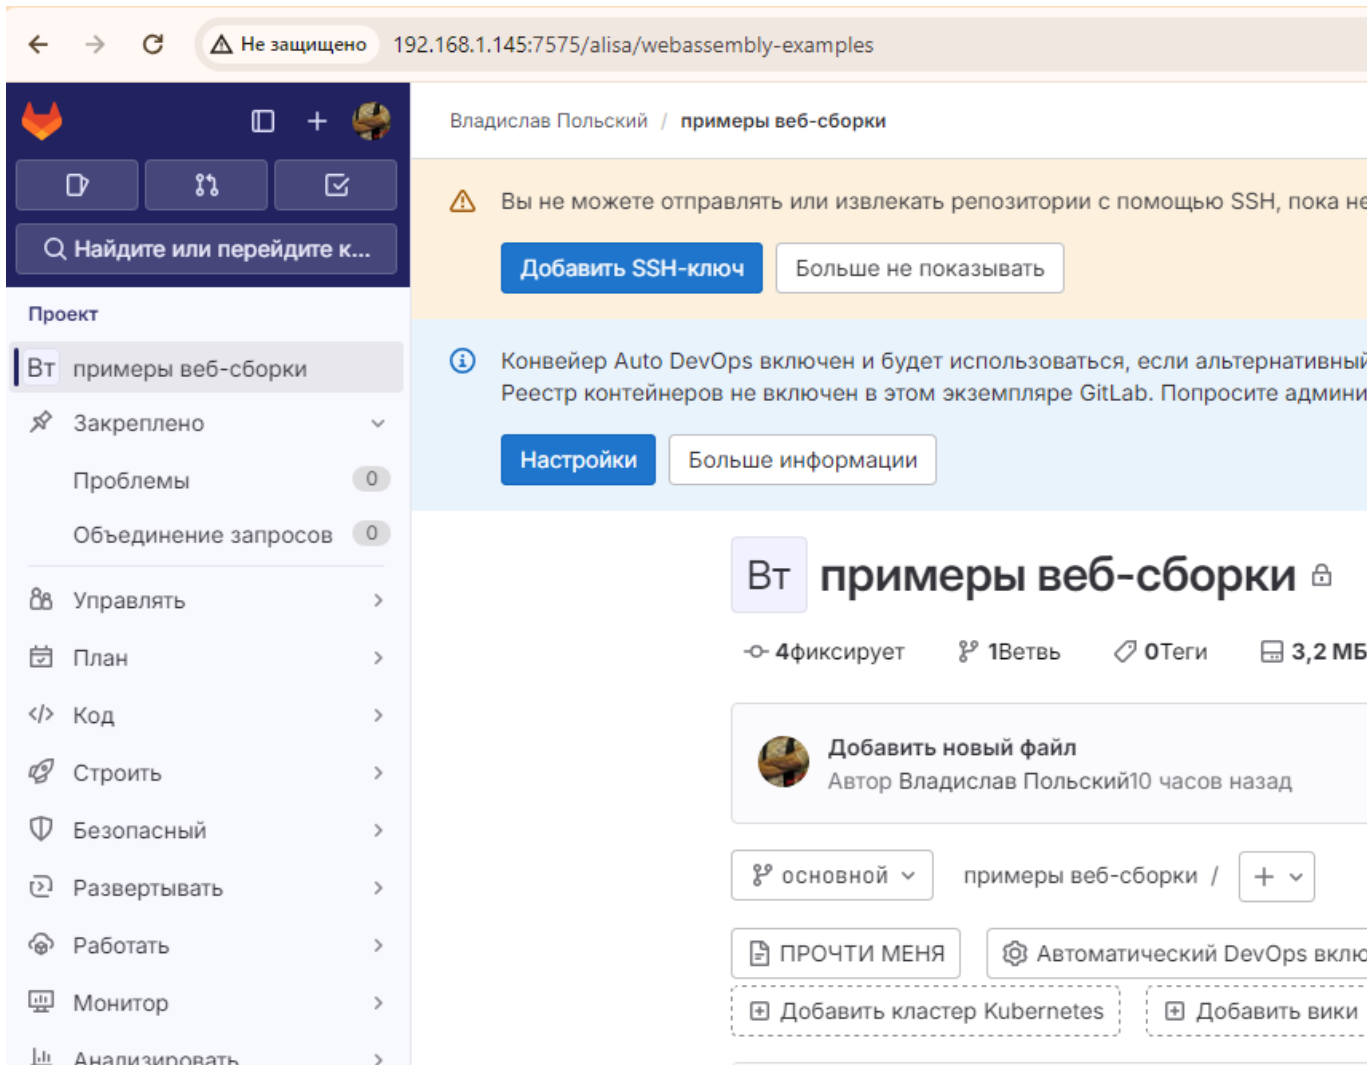 Не защищено 192.168.1.145:7575/alisa/webassembly-examples
Найдите или перейдите к...
Проект
Вт примеры веб-сборки
Закреплено
Проблемы 0
Объединение запросов 0
Управлять
План
Код
Строить
Безопасный
Развертывать
Работать
Монитор
Анализировать
Владислав Польский / примеры веб-сборки
Вы не можете отправлять или извлекать репозитории с помощью SSH, пока не
Добавить SSH-ключ Больше не показывать
Конвейер Auto DevOps включен и будет использоваться, если альтернативный
Реестр контейнеров не включен в этом экземпляре GitLab. Попросите админи
Настройки Больше информации
Вт примеры веб-сборки
4фиксирует 1Ветвь 0Теги 3,2 МБ
Добавить новый файл
Автор Владислав Польский10 часов назад
основной примеры веб-сборки /
ПРОЧТИ МЕНЯ Автоматический DevOps вклю
Добавить кластер Kubernetes Добавить вики